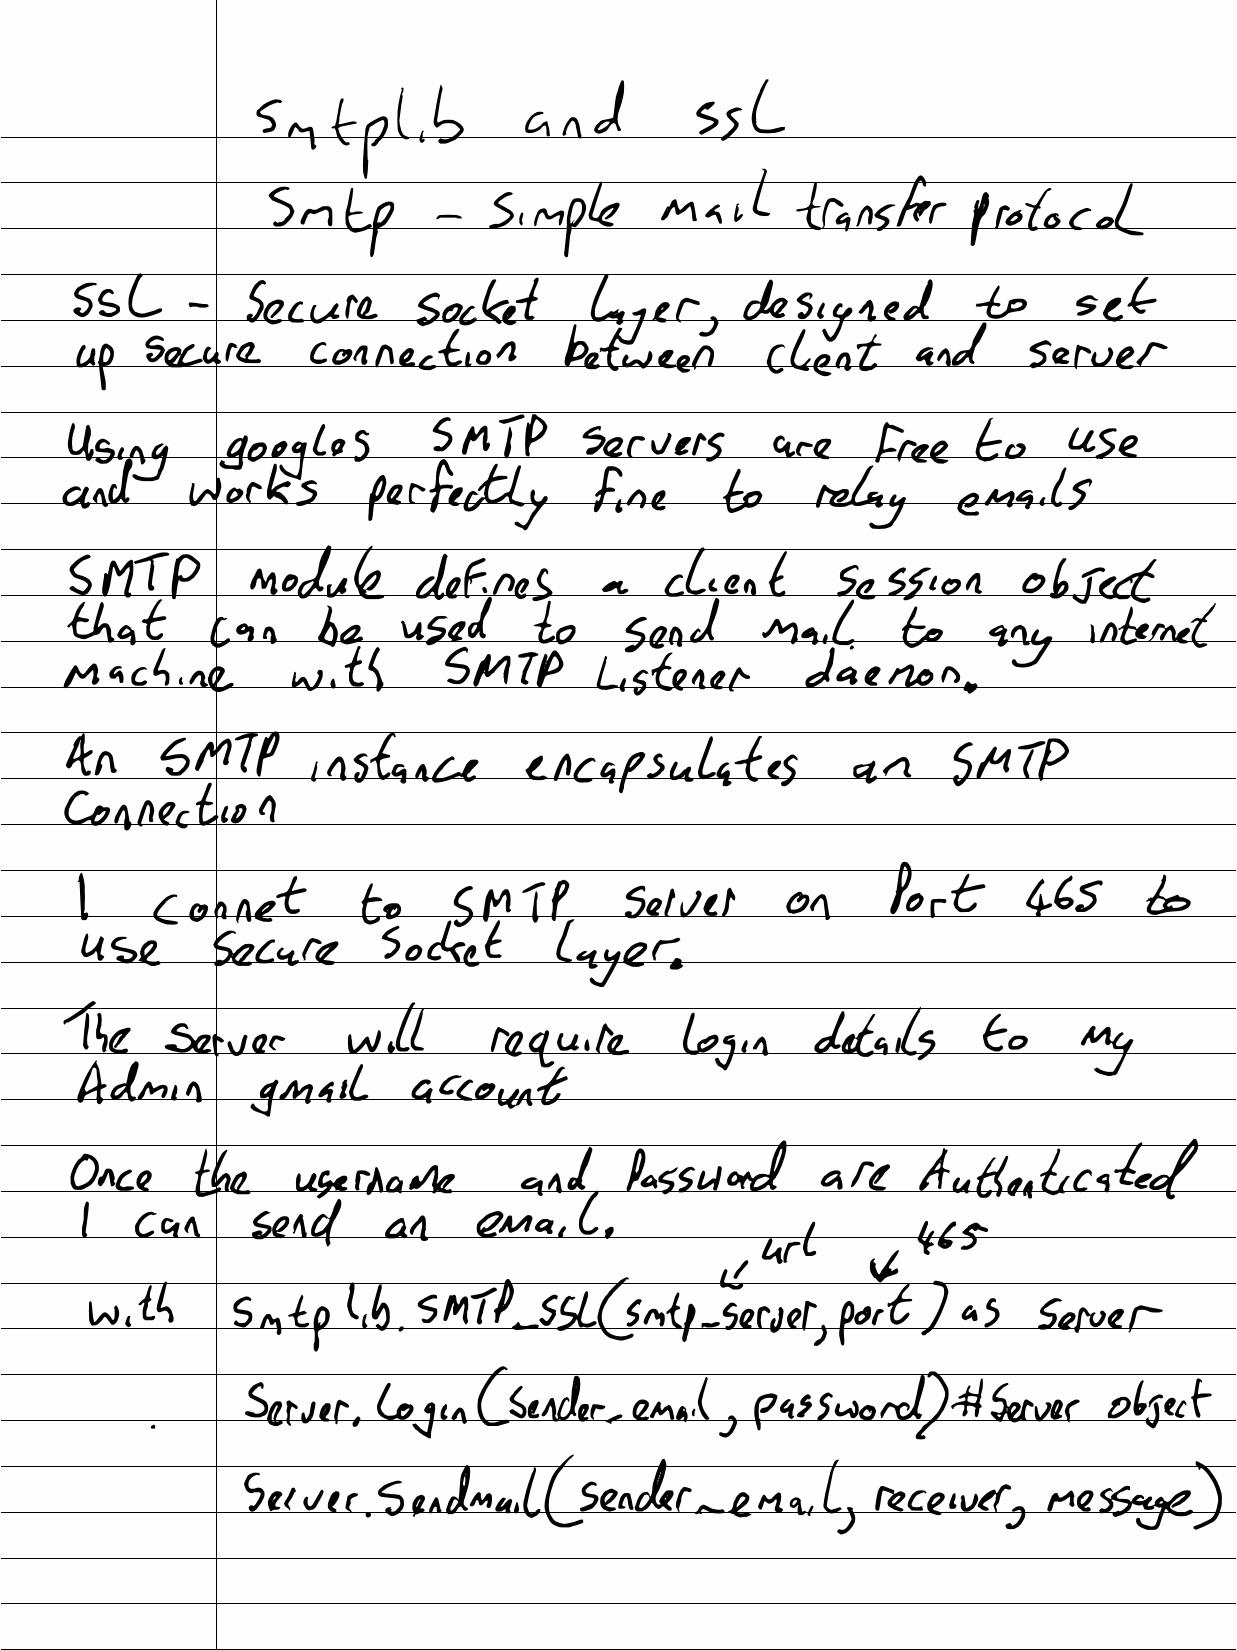 smtplib and ssl
Smtp - simple mail transfer protocol
SSL - Secure socket layer, designed to set
up secure connection between client and server
Using googles SMTP servers are Free to use
and works perfectly fine to relay emails
SMTP module defines a client session object
that can be used to send mail to any internet
machine with SMTP Listener daemon.
An SMTP instance encapsulates an SMTP
Connection
I connet to SMTP server on Port 465 to
use secure socket layer.
The server will require login details to my
Admin gmail account
Once the username and Password are Authenticated
I can send an email.
url 465
with smtplib.SMTP_SSL(smtp_server, port) as server
Server.login(sender_email, password) #Server object
Server.Sendmail(sender_email, receiver, message)